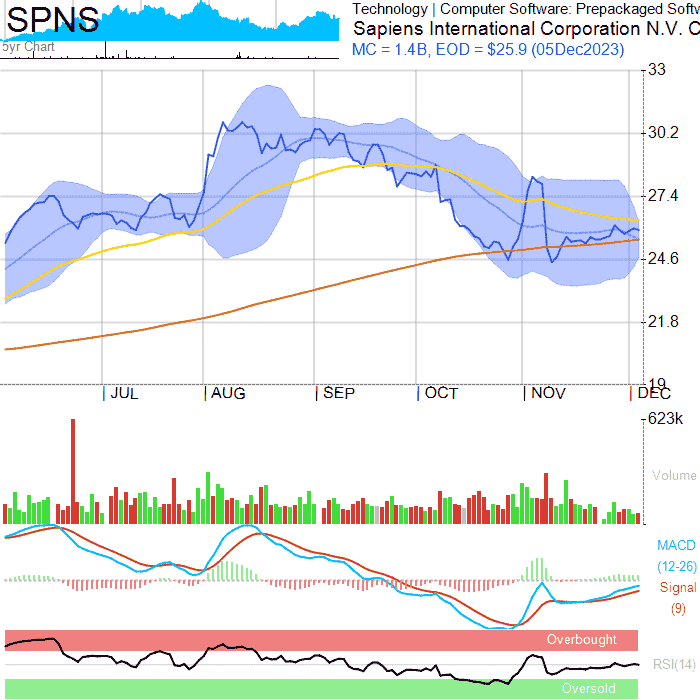 SPNS
5yr Chart
Technology | Computer Software: Prepackaged Softw
Sapiens International Corporation N.V. C
MC = 1.4B, EOD = $25.9 (05Dec2023)
33
30.2
27.4
24.6
21.8
19
JUL
AUG
SEP
OCT
NOV
DEC
623k
Volume
MACD
(12-26)
Signal
(9)
Overbought
RSI(14)
Oversold